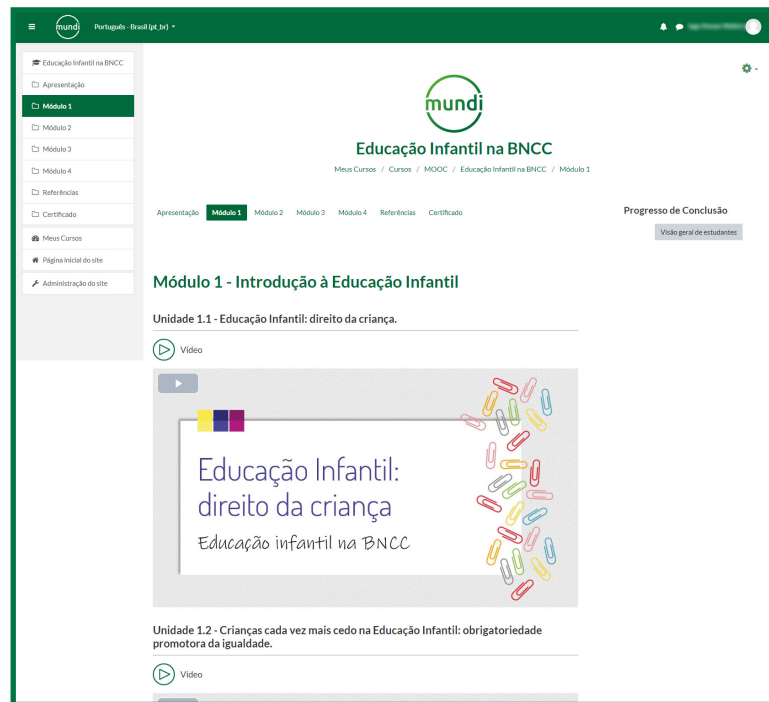 mundi
Português - Brasil (pt_br)
Educação Infantil na BNCC
Apresentação
Módulo 1
Módulo 2
Módulo 3
Módulo 4
Referências
Certificado
Meus Cursos
Página inicial do site
Administração do site
mundi
Educação Infantil na BNCC
Meus Cursos / Cursos / MOOC / Educação Infantil na BNCC / Módulo 1
Apresentação Módulo 1 Módulo 2 Módulo 3 Módulo 4 Referências Certificado
Progresso de Conclusão
Visão geral de estudantes
Módulo 1 - Introdução à Educação Infantil
Unidade 1.1 - Educação Infantil: direito da criança.
Vídeo
Educação Infantil:
direito da criança
Educação infantil na BNCC
Unidade 1.2 - Crianças cada vez mais cedo na Educação Infantil: obrigatoriedade
promotora da igualdade.
Vídeo